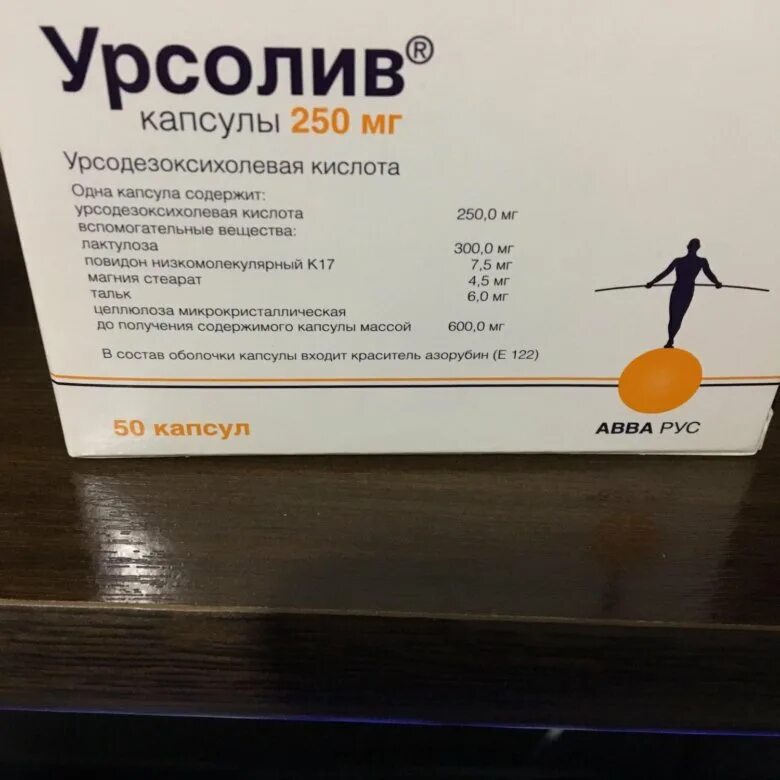 Урсолив®
капсулы 250 мг
Урсодезоксихолевая кислота
Одна капсула содержит:
урсодезоксихолевая кислота 250,0 мг
вспомогательные вещества:
лактулоза 300,0 мг
повидон низкомолекулярный К17 7,5 мг
магния стеарат 4,5 мг
тальк 6,0 мг
целлюлоза микрокристаллическая
до получения содержимого капсулы массой 600,0 мг
В состав оболочки капсулы входит краситель азорубин (Е 122)
50 капсул
АВВА РУС